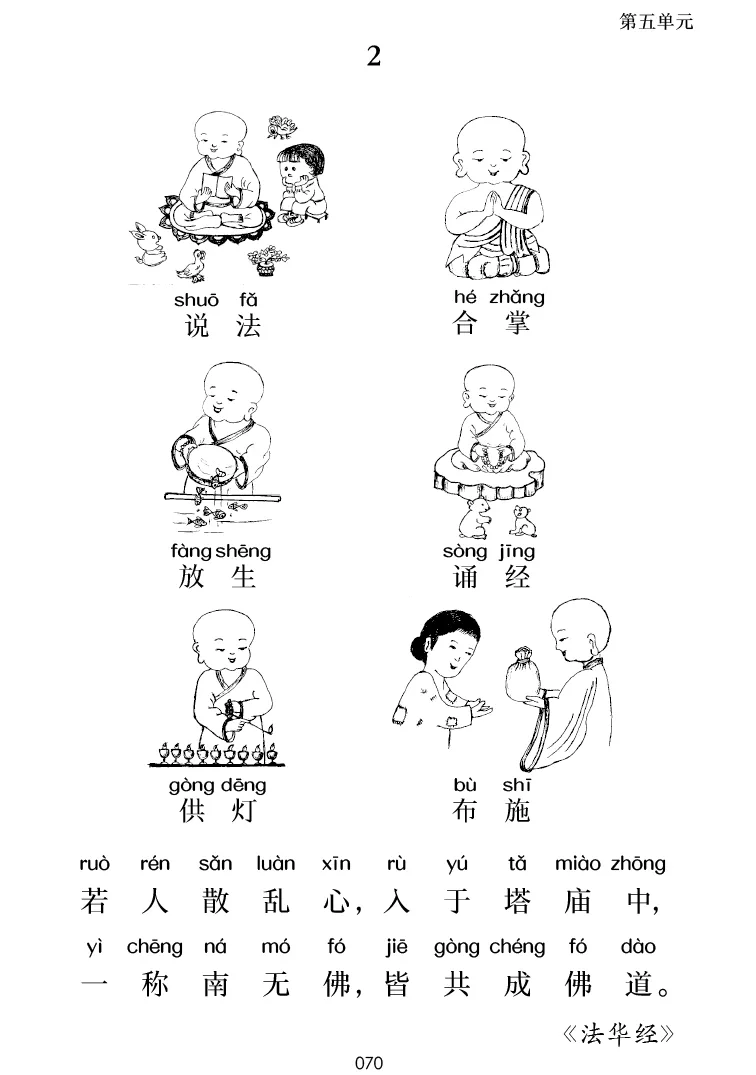 第五单元
2
shuō fǎ
说法
hé zhǎng
合掌
fàng shēng
放生
sòng jīng
诵经
gòng dēng
供灯
bù shī
布施
ruò rén sǎn luàn xīn rù yú tǎ miào zhōng
若人散乱心，入于塔庙中，
yì chēng ná mó fó jiē gòng chéng fó dào
一称南无佛，皆共成佛道。
《法华经》
070